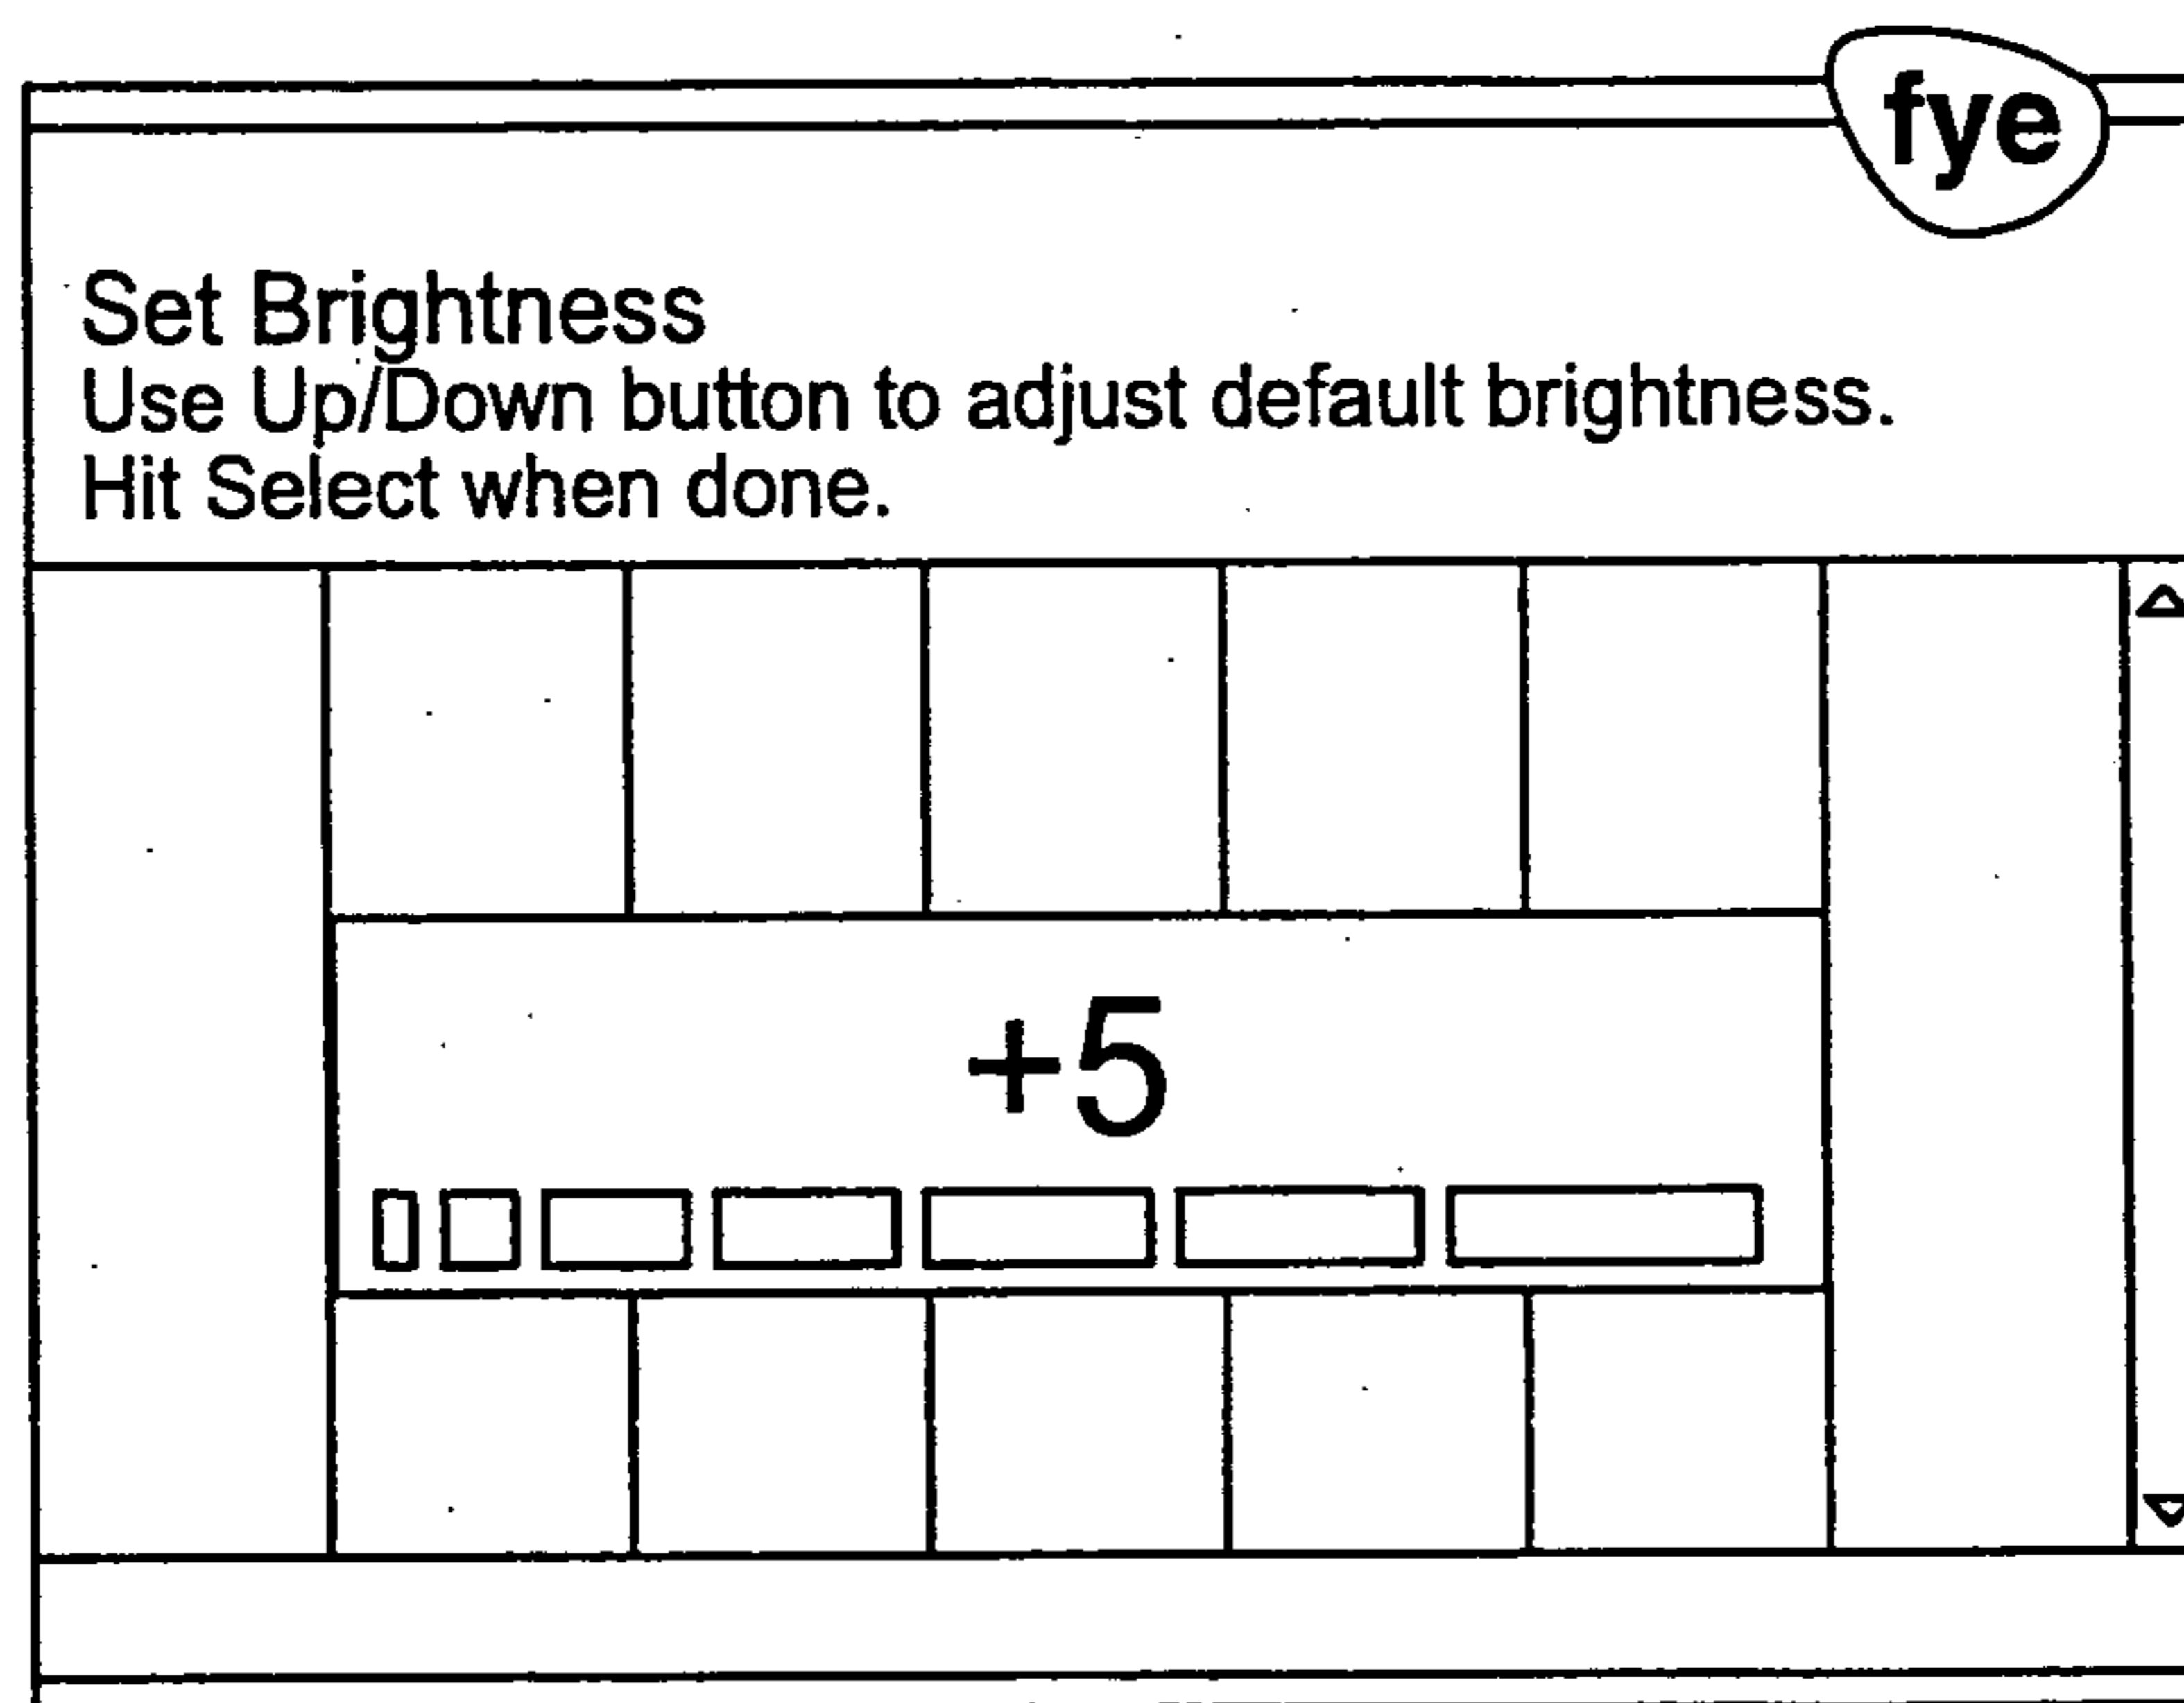 fye
Set Brightness
Use Up/Down button to adjust default brightness.
Hit Select when done.
+5